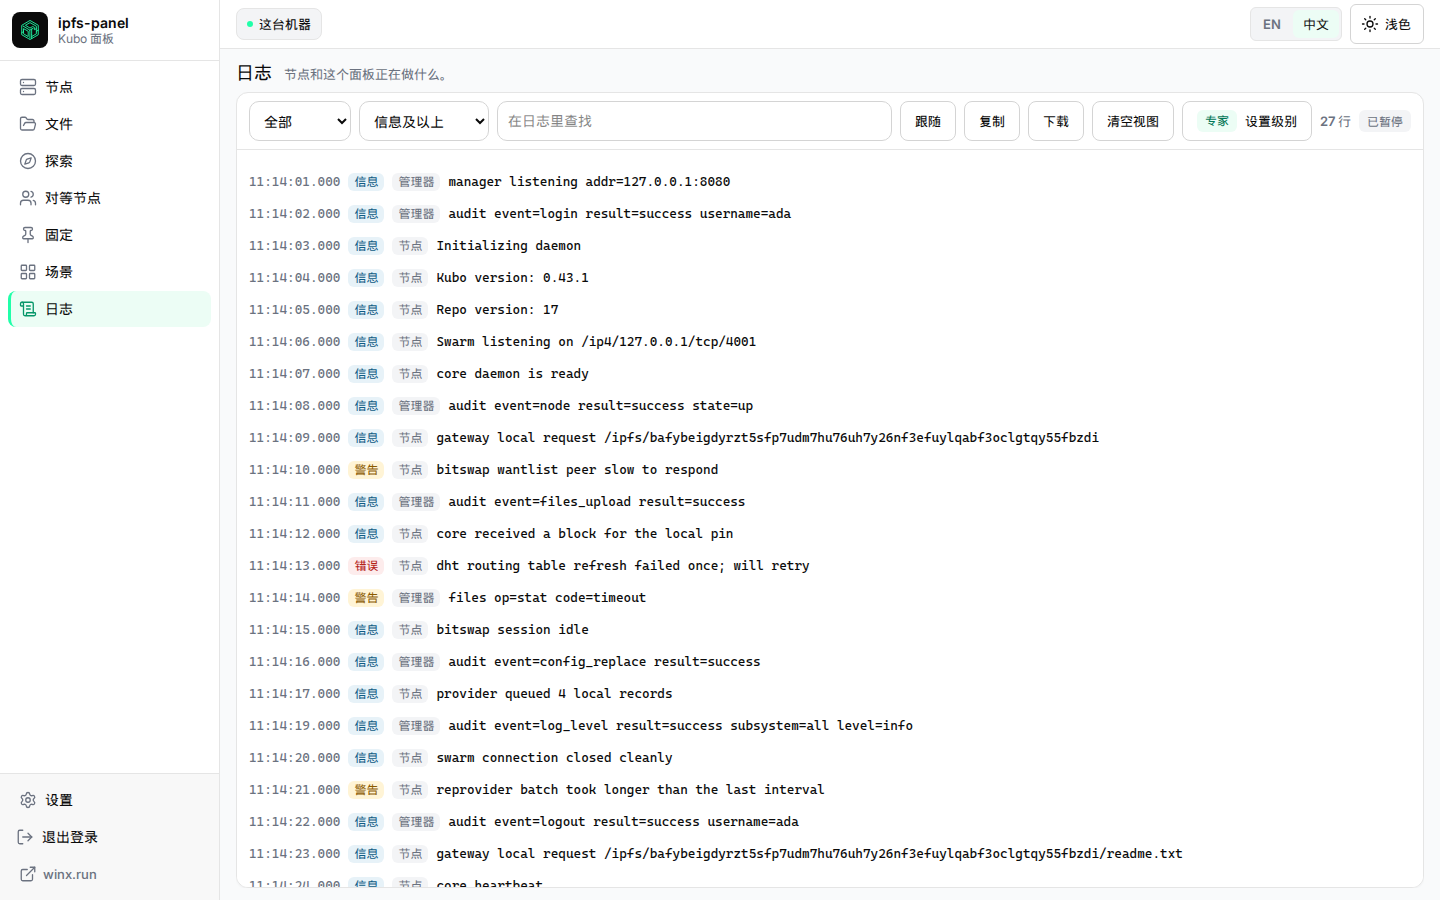 ipfs-panel
Kubo 面板
节点
文件
探索
对等节点
固定
场景
日志
设置
退出登录
winx.run
这台机器
EN 中文 浅色
日志 节点和这个面板正在做什么。
全部 信息及以上 在日志里查找 跟随 复制 下载 清空视图 专家 设置级别 27 行 已暂停
11:14:01.000 信息 管理器 manager listening addr=127.0.0.1:8080
11:14:02.000 信息 管理器 audit event=login result=success username=ada
11:14:03.000 信息 节点 Initializing daemon
11:14:04.000 信息 节点 Kubo version: 0.43.1
11:14:05.000 信息 节点 Repo version: 17
11:14:06.000 信息 节点 Swarm listening on /ip4/127.0.0.1/tcp/4001
11:14:07.000 信息 节点 core daemon is ready
11:14:08.000 信息 管理器 audit event=node result=success state=up
11:14:09.000 信息 节点 gateway local request /ipfs/bafybeigdyrzt5sfp7udm7hu76uh7y26nf3efuylqabf3oclgtqy55fbzdi
11:14:10.000 警告 节点 bitswap wantlist peer slow to respond
11:14:11.000 信息 管理器 audit event=files_upload result=success
11:14:12.000 信息 节点 core received a block for the local pin
11:14:13.000 错误 节点 dht routing table refresh failed once; will retry
11:14:14.000 警告 管理器 files op=stat code=timeout
11:14:15.000 信息 节点 bitswap session idle
11:14:16.000 信息 管理器 audit event=config_replace result=success
11:14:17.000 信息 节点 provider queued 4 local records
11:14:19.000 信息 管理器 audit event=log_level result=success subsystem=all level=info
11:14:20.000 信息 节点 swarm connection closed cleanly
11:14:21.000 警告 节点 reprovider batch took longer than the last interval
11:14:22.000 信息 管理器 audit event=logout result=success username=ada
11:14:23.000 信息 节点 gateway local request /ipfs/bafybeigdyrzt5sfp7udm7hu76uh7y26nf3efuylqabf3oclgtqy55fbzdi/readme.txt
11:14:24.000 信息 节点 core heartbeat